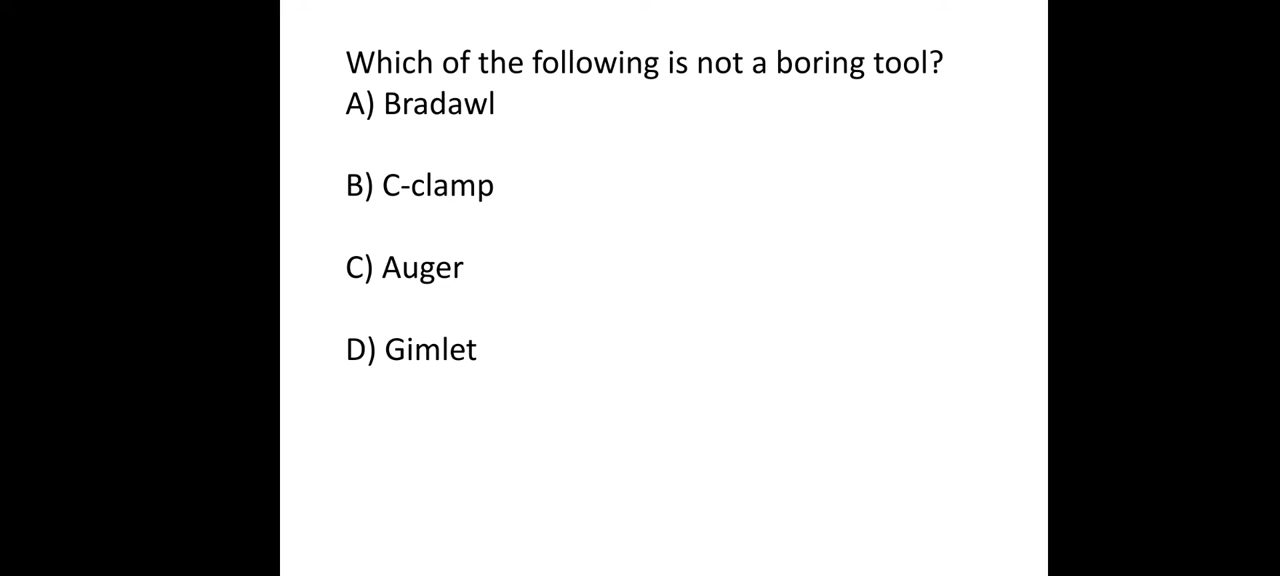 Which of the following is not a boring tool?
A) Bradawl
B) C-clamp
C) Auger
D) Gimlet